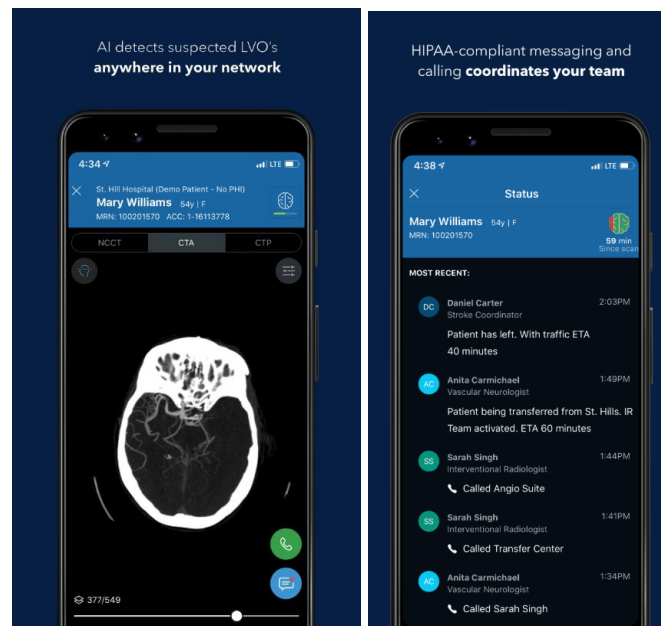 AI detects suspected LVO's
anywhere in your network
4:34
LTE
St. Hill Hospital (Demo Patient - No PHI)
Mary Williams 54y | F
MRN: 100201570 ACC: 1-16113778
NCCT CTA CTP
377/549
HIPAA-compliant messaging and
calling coordinates your team
4:38
LTE
Status
Mary Williams 54y | F
MRN: 100201570
59 min
Since scan
MOST RECENT:
DC Daniel Carter 2:03PM
Stroke Coordinator
Patient has left. With traffic ETA
40 minutes
AC Anita Carmichael 1:49PM
Vascular Neurologist
Patient being transferred from St. Hills. IR
Team activated. ETA 60 minutes
SS Sarah Singh 1:44PM
Interventional Radiologist
Called Angio Suite
SS Sarah Singh 1:41PM
Interventional Radiologist
Called Transfer Center
AC Anita Carmichael 1:34PM
Vascular Neurologist
Called Sarah Singh